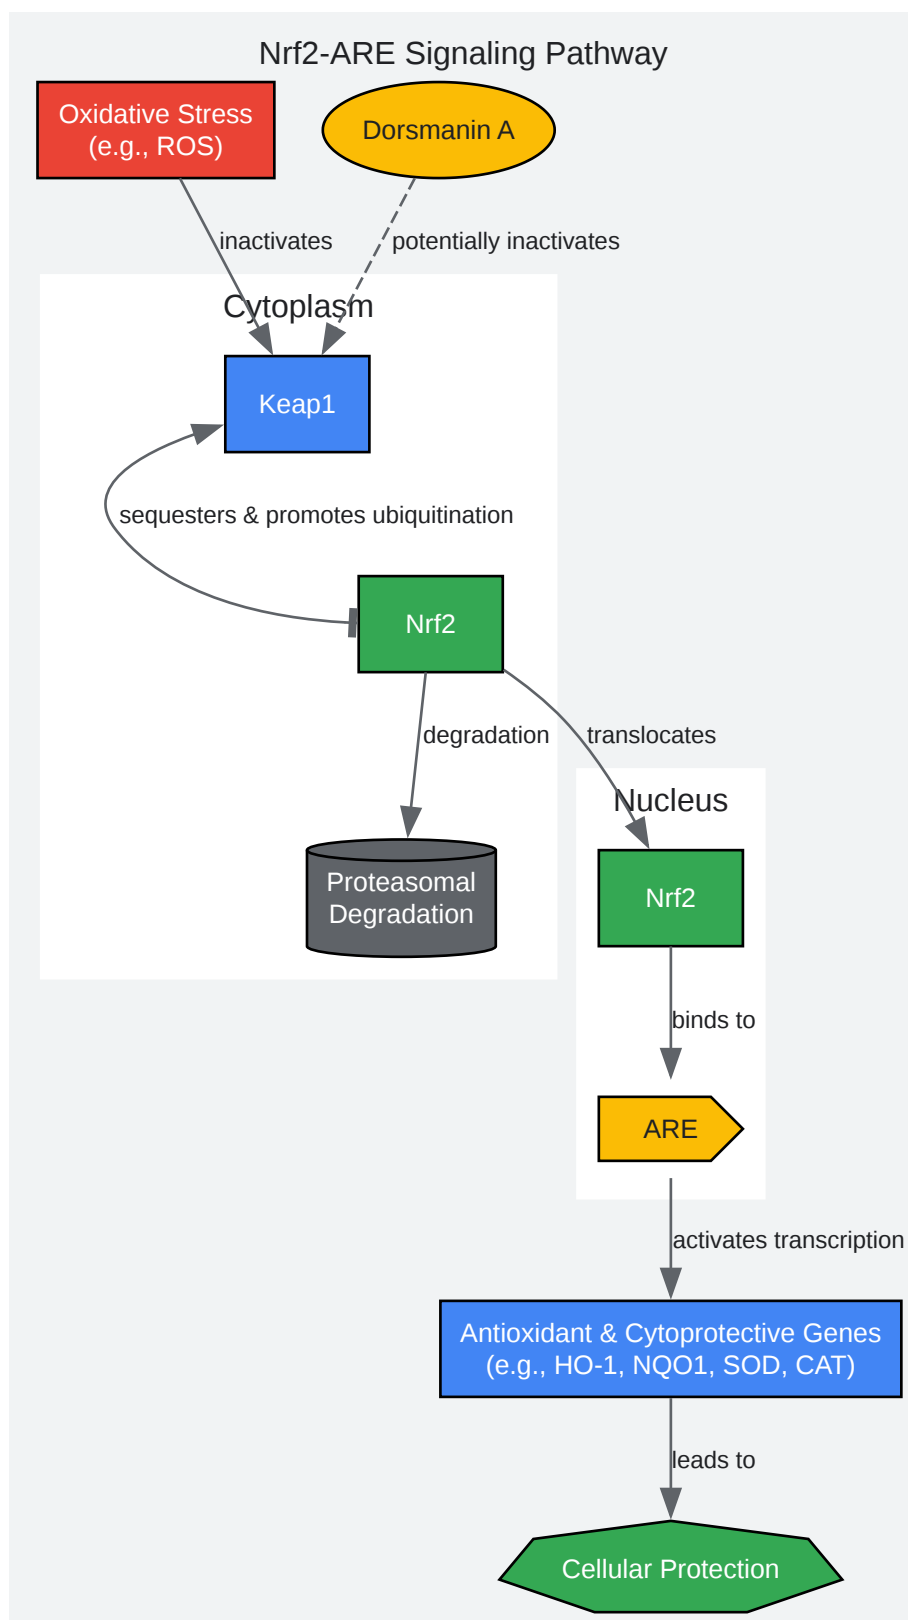 Nrf2-ARE Signaling Pathway
Oxidative Stress
(e.g., ROS)
Dorsmanin A
inactivates
potentially inactivates
Cytoplasm
Keap1
sequesters & promotes ubiquitination
Nrf2
degradation
translocates
Nucleus
Proteasomal
Degradation
Nrf2
binds to
ARE
activates transcription
Antioxidant & Cytoprotective Genes
(e.g., HO-1, NQO1, SOD, CAT)
leads to
Cellular Protection